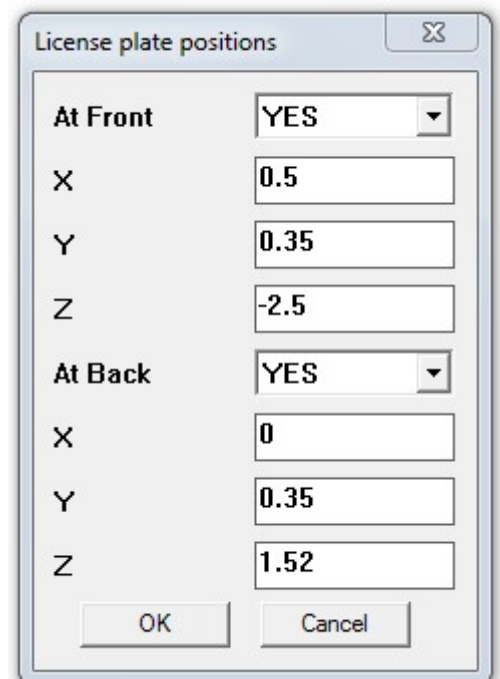 License plate positions
At Front YES
X 0.5
Y 0.35
Z -2.5
At Back YES
X 0
Y 0.35
Z 1.52
OK Cancel